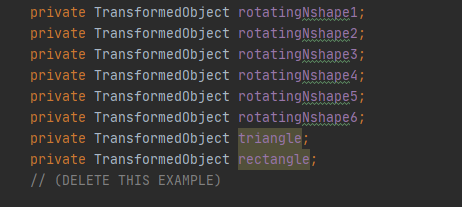 private TransformedObject rotatingNshape1;
private TransformedObject rotatingNshape2;
private TransformedObject rotatingNshape3;
private TransformedObject rotatingNshape4;
private TransformedObject rotatingNshape5;
private TransformedObject rotatingNshape6;
private TransformedObject triangle;
private TransformedObject rectangle;
// (DELETE THIS EXAMPLE)